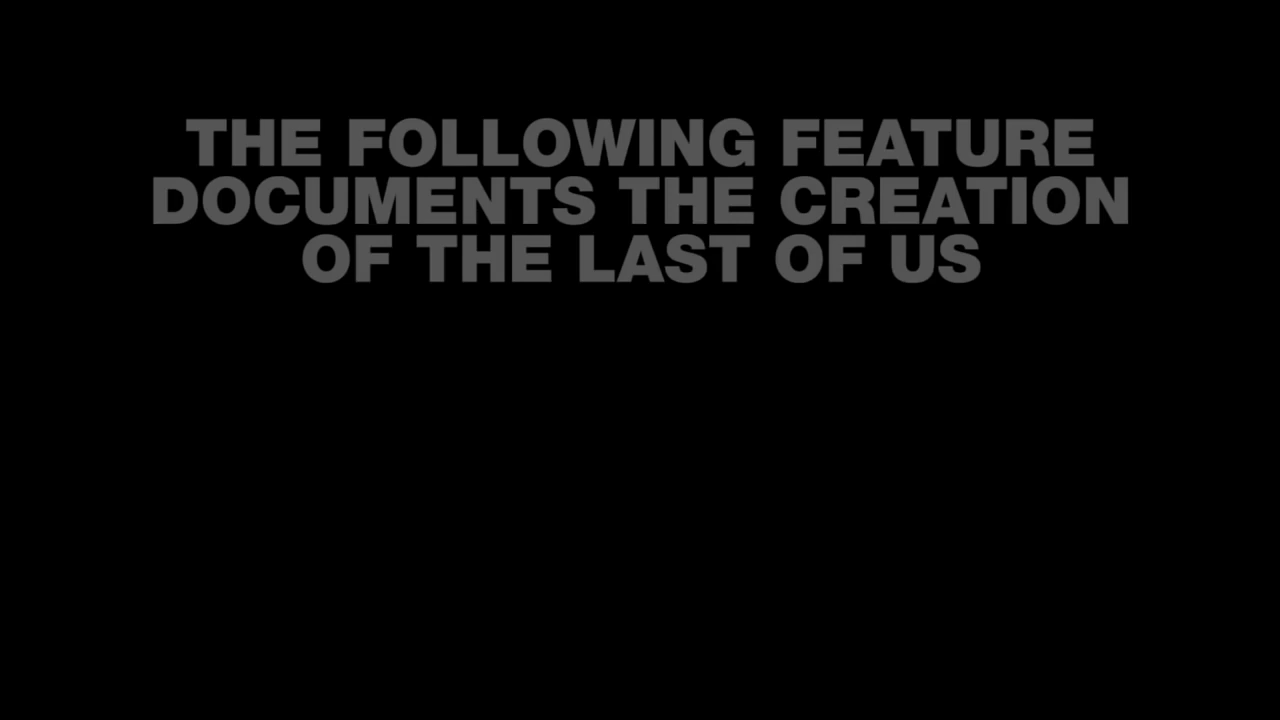 THE FOLLOWING FEATURE
DOCUMENTS THE CREATION
OF THE LAST OF US